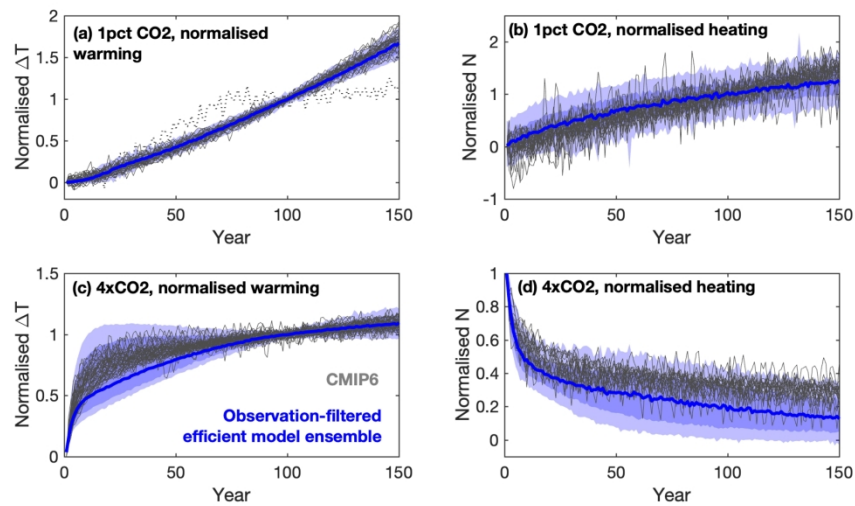 (a) 1pct CO2, normalised
warming
Normalised ΔT
2
1.5
1
0.5
0
0
50
100
150
Year
(b) 1pct CO2, normalised heating
Nornalised N
2
1
0
-1
0
50
100
150
Year
(c) 4xCO2, normalised warming
Normalised ΔT
1.5
1
0.5
0
0
50
100
150
Year
CMIP6
Observation-filtered
efficient model ensemble
(d) 4xCO2, normalised heating
Normalised N
1
0.8
0.6
0.4
0.2
0
0
50
100
150
Year